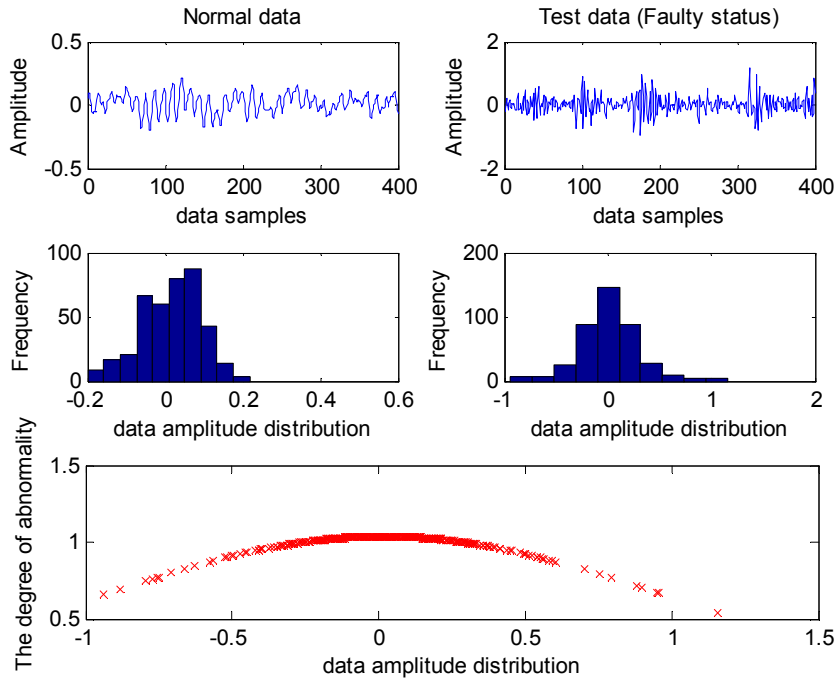 Normal data
Amplitude
0.5
0
-0.5
0 100 200 300 400
data samples
Test data (Faulty status)
Amplitude
2
0
-2
0 100 200 300 400
data samples
Frequency
100
50
0
-0.2 0 0.2 0.4 0.6
data amplitude distribution
Frequency
200
100
0
-1 0 1 2
data amplitude distribution
The degree of abnormality
1.5
1
0.5
-1 -0.5 0 0.5 1 1.5
data amplitude distribution